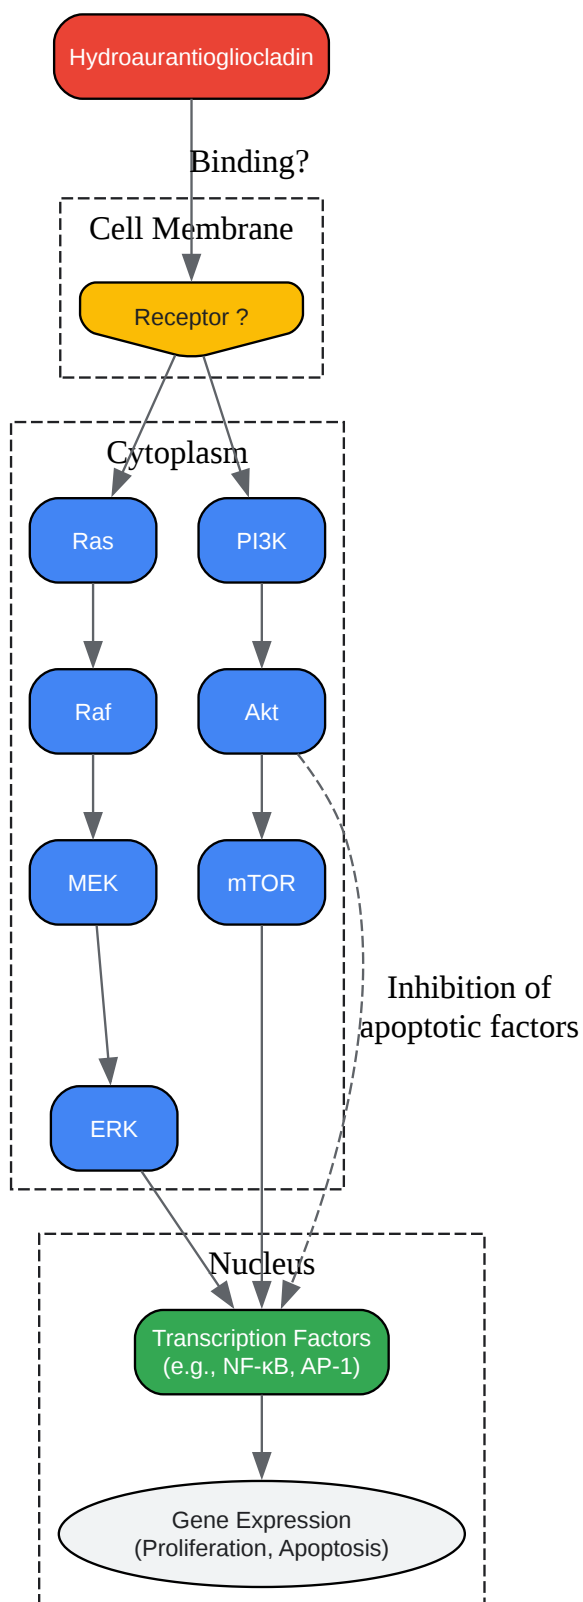 Hydroaurantiogliocladin
Binding?
Cell Membrane
Receptor ?
Cytoplasm
Ras
PI3K
Raf
Akt
MEK
mTOR
Inhibition of
apoptotic factors
ERK
Nucleus
Transcription Factors
(e.g., NF-κB, AP-1)
Gene Expression
(Proliferation, Apoptosis)